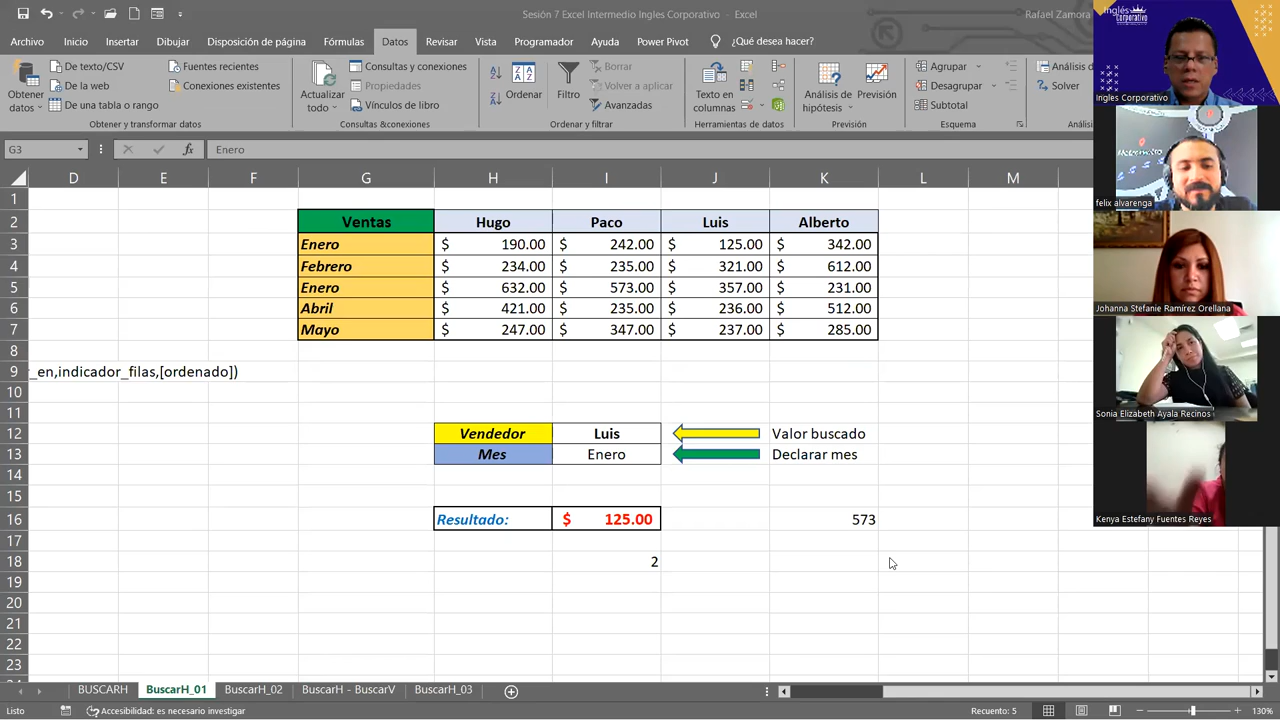 Sesión 7 Excel Intermedio Ingles Corporativo - Excel
Rafael Zamora
Archivo Inicio Insertar Dibujar Disposición de página Fórmulas Datos Revisar Vista Programador Ayuda Power Pivot ¿Qué desea hacer?
Obtener datos
De texto/CSV
De la web
De una tabla o rango
Fuentes recientes
Conexiones existentes
Obtener y transformar datos
Actualizar todo
Consultas y conexiones
Propiedades
Vínculos de libro
Consultas&conexiones
Ordenar
Filtro
Borrar
Volver a aplicar
Avanzadas
Ordenar y filtrar
Texto en columnas
Herramientas de datos
Análisis de hipótesis
Previsión
Previsión
Agrupar
Desagrupar
Subtotal
Esquema
Análisis d
Solver
Análisi
G3 fx Enero
D E F G H I J K L M
1
2 Ventas Hugo Paco Luis Alberto
3 Enero $ 190.00 $ 242.00 $ 125.00 $ 342.00
4 Febrero $ 234.00 $ 235.00 $ 321.00 $ 612.00
5 Enero $ 632.00 $ 573.00 $ 357.00 $ 231.00
6 Abril $ 421.00 $ 235.00 $ 236.00 $ 512.00
7 Mayo $ 247.00 $ 347.00 $ 237.00 $ 285.00
8
9 _en,indicador_filas,[ordenado])
10
11
12 Vendedor Luis Valor buscado
13 Mes Enero Declarar mes
14
15
16 Resultado: $ 125.00 573
17
18 2
19
20
21
22
23
BUSCARH BuscarH_01 BuscarH_02 BuscarH - BuscarV BuscarH_03
Listo Accesibilidad: es necesario investigar Recuento: 5 130%
Inglés Corporativo
Ingles Corporativo
felix alvarenga
Johanna Stefanie Ramírez Orellana
Sonia Elizabeth Ayala Recinos
Kenya Estefany Fuentes Reyes